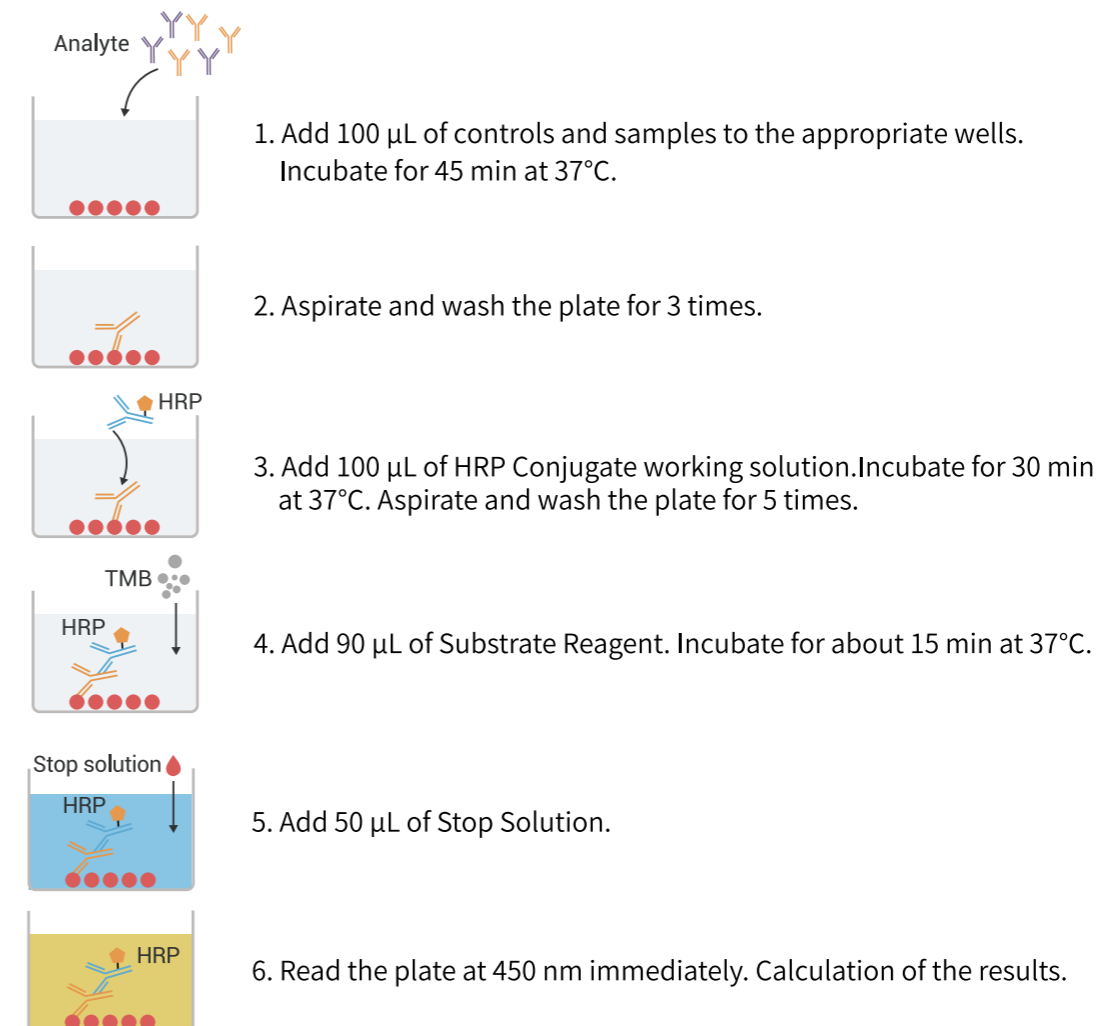 Analyte
1. Add 100 μL of controls and samples to the appropriate wells.
Incubate for 45 min at 37°C.
2. Aspirate and wash the plate for 3 times.
HRP
3. Add 100 μL of HRP Conjugate working solution.Incubate for 30 min
at 37°C. Aspirate and wash the plate for 5 times.
TMB
HRP
4. Add 90 μL of Substrate Reagent. Incubate for about 15 min at 37°C.
Stop solution
HRP
5. Add 50 μL of Stop Solution.
HRP
6. Read the plate at 450 nm immediately. Calculation of the results.